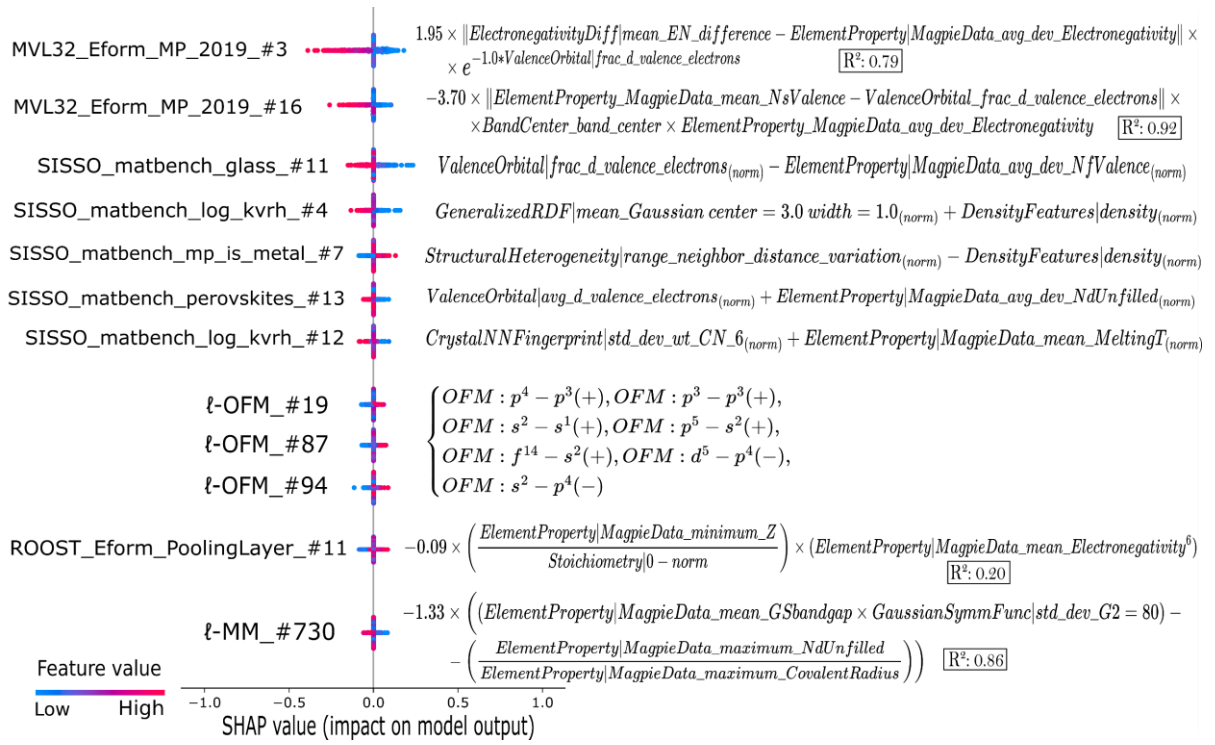 MVL32_Eform_MP_2019_#3
1.95 × ‖ElectronegativityDiff|mean_EN_difference − ElementProperty|MagpieData_avg_dev_Electronegativity‖ ×
× e^{−1.0*ValenceOrbital|frac_d_valence_electrons}
R²: 0.79
MVL32_Eform_MP_2019_#16
−3.70 × ‖ElementProperty_MagpieData_mean_NsValence − ValenceOrbital_frac_d_valence_electrons‖ ×
×BandCenter_band_center × ElementProperty_MagpieData_avg_dev_Electronegativity
R²: 0.92
SISSO_matbench_glass_#11
ValenceOrbital|frac_d_valence_electrons(norm) − ElementProperty|MagpieData_avg_dev_NfValence(norm)
SISSO_matbench_log_kvrh_#4
GeneralizedRDF|mean_Gaussian center = 3.0 width = 1.0(norm) + DensityFeatures|density(norm)
SISSO_matbench_mp_is_metal_#7
StructuralHeterogeneity|range_neighbor_distance_variation(norm) − DensityFeatures|density(norm)
SISSO_matbench_perovskites_#13
ValenceOrbital|avg_d_valence_electrons(norm) + ElementProperty|MagpieData_avg_dev_NdUnfilled(norm)
SISSO_matbench_log_kvrh_#12
CrystalNNFingerprint|std_dev_wt_CN_6(norm) + ElementProperty|MagpieData_mean_MeltingT(norm)
ℓ-OFM_#19
ℓ-OFM_#87
ℓ-OFM_#94
OFM : p⁴ − p³(+), OFM : p³ − p³(+),
OFM : s² − s¹(+), OFM : p⁵ − s²(+),
OFM : f¹⁴ − s²(+), OFM : d⁵ − p⁴(−),
OFM : s² − p⁴(−)
ROOST_Eform_PoolingLayer_#11
−0.09 × (ElementProperty|MagpieData_minimum_Z / Stoichiometry|0 − norm) × (ElementProperty|MagpieData_mean_Electronegativity⁶)
R²: 0.20
ℓ-MM_#730
−1.33 × ((ElementProperty|MagpieData_mean_GSbandgap × GaussianSymmFunc|std_dev_G2 = 80) −
− (ElementProperty|MagpieData_maximum_NdUnfilled / ElementProperty|MagpieData_maximum_CovalentRadius))
R²: 0.86
Feature value
Low High
−1.0 −0.5 0.0 0.5 1.0
SHAP value (impact on model output)